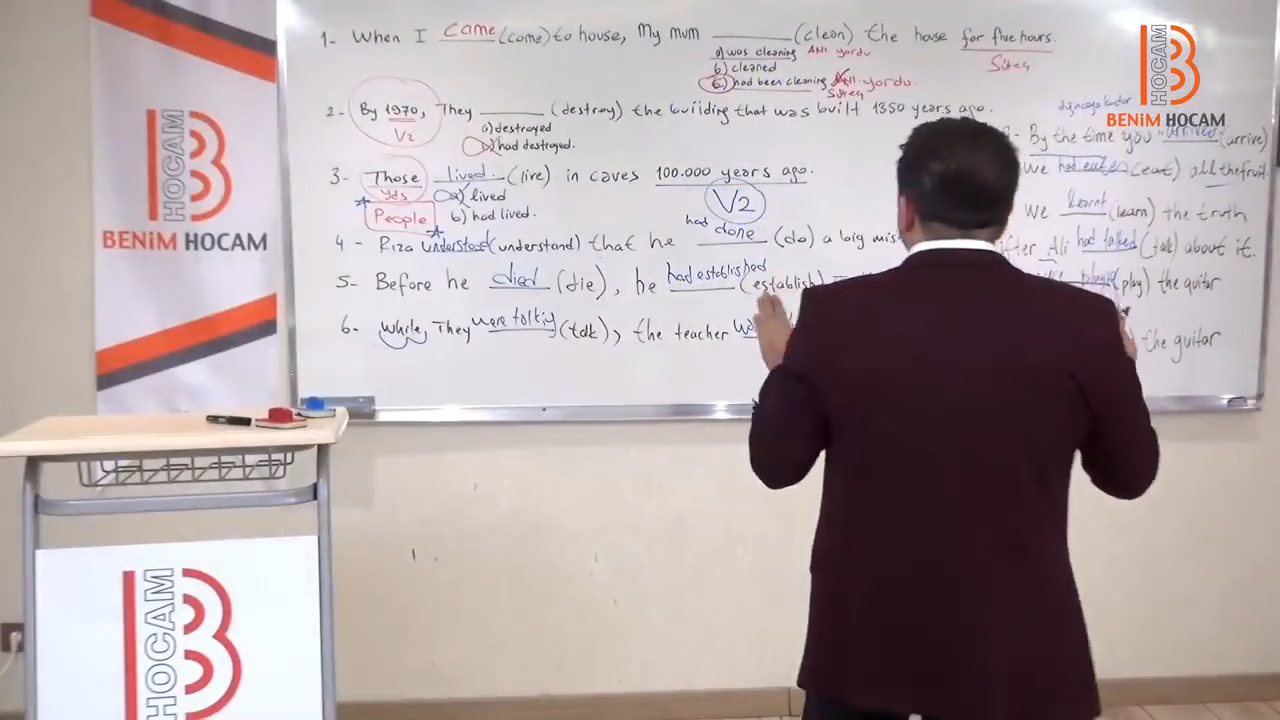 1- When I came (come) to house, My mum ______ (clean) the house for five hours.
a) was cleaning ANI yordu
Süreç
b) cleaned
c) had been cleaning yordu.
Süreç
2- By 1970, They ______ (destroy) the building that was built 1350 years ago.
V2
a) destroyed
b) had destroyed.
3- Those lived (live) in caves 100.000 years ago.
yds
a) lived
V2
People
b) had lived.
4- Rıza understood (understand) that he had done (do) a big mis
5- Before he died (die), he had established (establish)
6- While, They were talking (talk), the teacher
By the time you arrived (arrive)
We had eaten (eat) all the fruit.
We learnt (learn) the truth
Ali had talked (talk) about it.
(play) the guitar
the guitar
BENİM HOCAM
HOCAM B
BENİM HOCAM
HOCAM B
HOCAM B